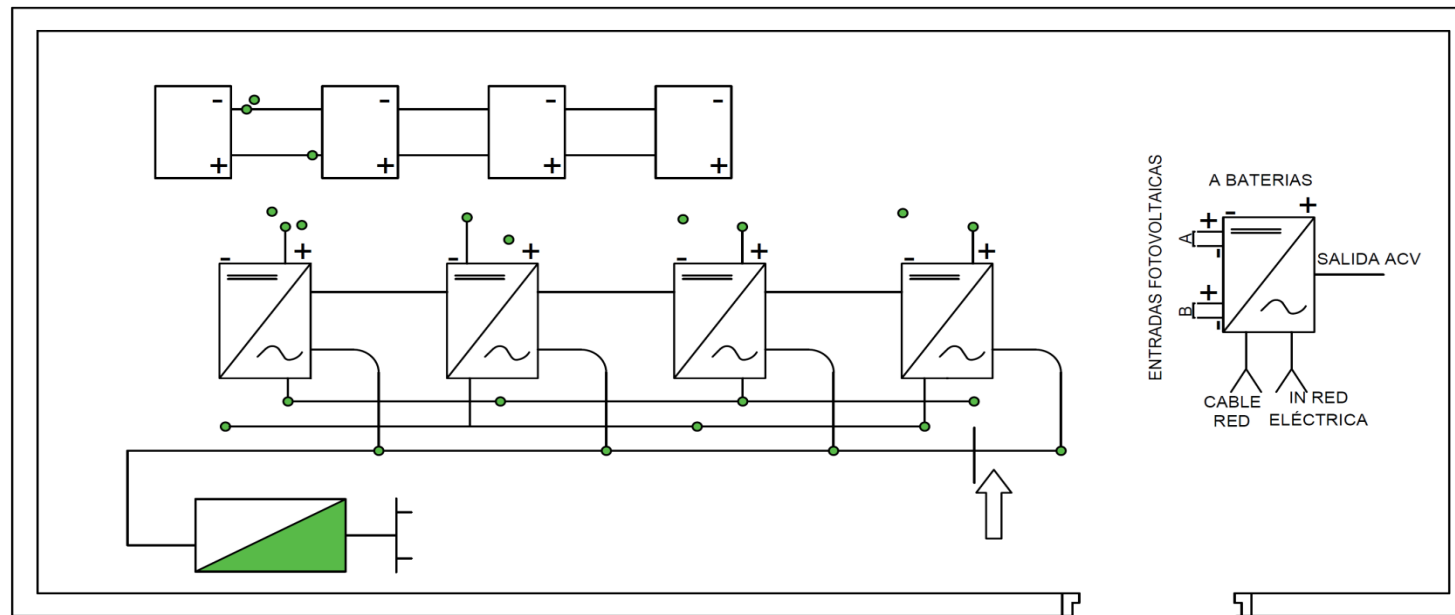 - - - -
+ + + +
- + - + - + - +
ENTRADAS FOTOVOLTAICAS
A BATERIAS
- +
A + -
SALIDA ACV
B + -
CABLE RED
IN RED ELÉCTRICA